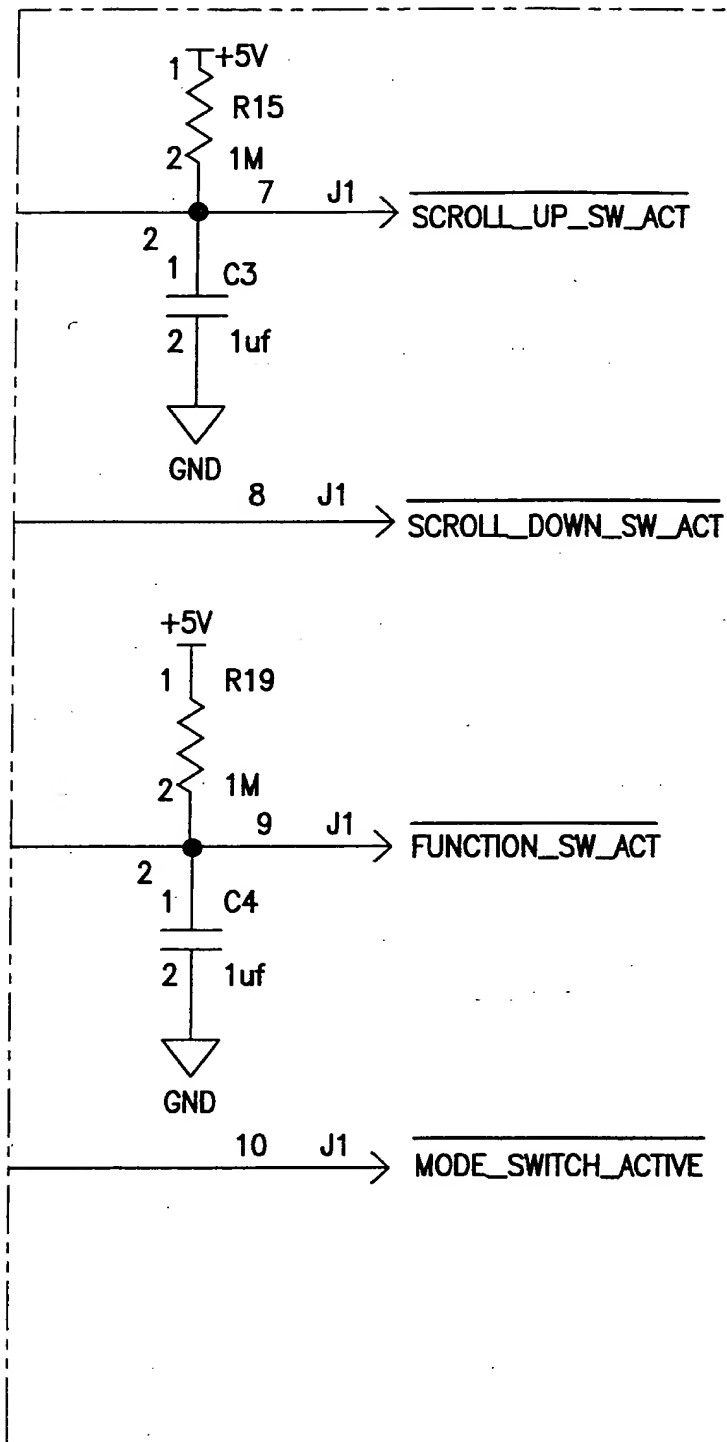 1 +5V
R15
2 1M
7 J1 SCROLL_UP_SW_ACT
2
1 C3
2 1uf
GND
8 J1 SCROLL_DOWN_SW_ACT
+5V
1 R19
2 1M
9 J1 FUNCTION_SW_ACT
2
1 C4
2 1uf
GND
10 J1 MODE_SWITCH_ACTIVE